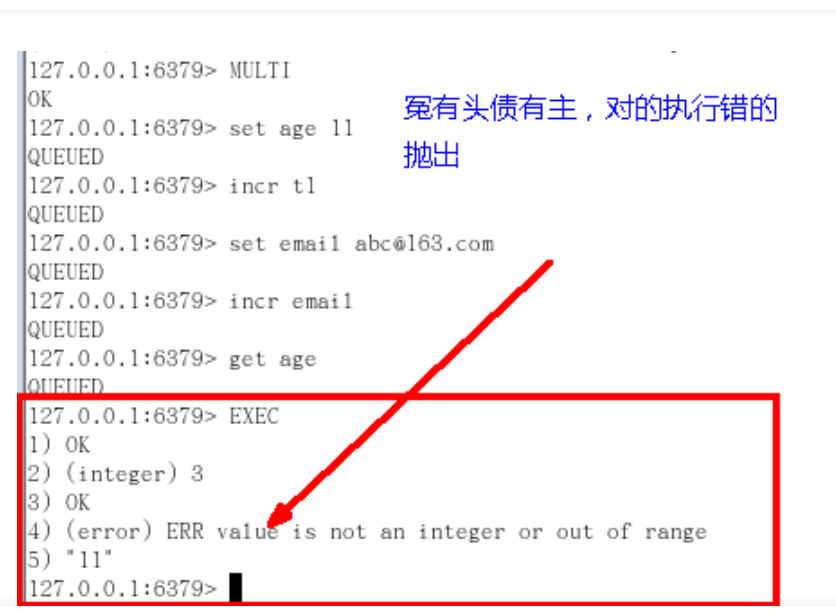 127.0.0.1:6379> MULTI
OK
冤有头债有主，对的执行错的
127.0.0.1:6379> set age 11
抛出
QUEUED
127.0.0.1:6379> incr t1
QUEUED
127.0.0.1:6379> set email abc@163.com
QUEUED
127.0.0.1:6379> incr email
QUEUED
127.0.0.1:6379> get age
QUEUED
127.0.0.1:6379> EXEC
1) OK
2) (integer) 3
3) OK
4) (error) ERR value is not an integer or out of range
5) "11"
127.0.0.1:6379>